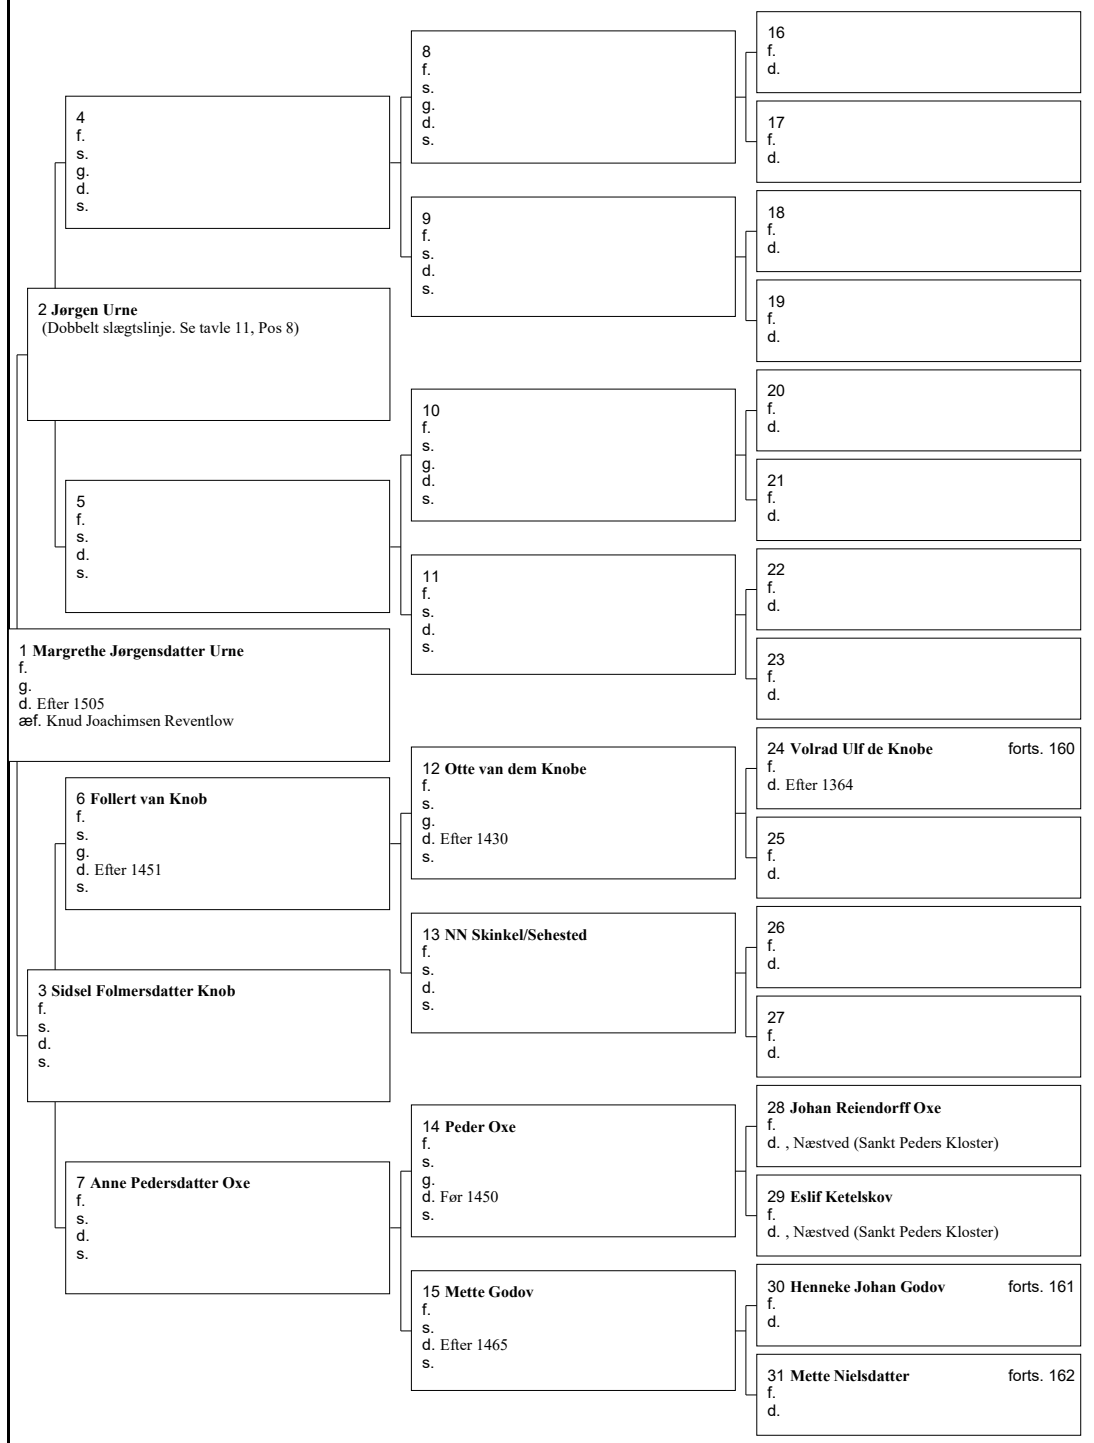 16
f.
d.
17
f.
d.
18
f.
d.
19
f.
d.
20
f.
d.
21
f.
d.
22
f.
d.
23
f.
d.
24 Volrad Ulf de Knobe forts. 160
f.
d. Efter 1364
25
f.
d.
26
f.
d.
27
f.
d.
28 Johan Reiendorff Oxe
f.
d. , Næstved (Sankt Peders Kloster)
29 Eslif Ketelskov
f.
d. , Næstved (Sankt Peders Kloster)
30 Henneke Johan Godov forts. 161
f.
d.
31 Mette Nielsdatter forts. 162
f.
d.
8
f.
s.
g.
d.
s.
9
f.
s.
d.
s.
10
f.
s.
g.
d.
s.
11
f.
s.
d.
s.
12 Otte van dem Knobe
f.
s.
g.
d. Efter 1430
s.
13 NN Skinkel/Sehested
f.
s.
d.
s.
14 Peder Oxe
f.
s.
g.
d. Før 1450
s.
15 Mette Godov
f.
s.
d. Efter 1465
s.
4
f.
s.
g.
d.
s.
5
f.
s.
d.
s.
6 Follert van Knob
f.
s.
g.
d. Efter 1451
s.
7 Anne Pedersdatter Oxe
f.
s.
d.
s.
2 Jørgen Urne
(Dobbelt slægtslinje. Se tavle 11, Pos 8)
3 Sidsel Folmersdatter Knob
f.
s.
d.
s.
1 Margrethe Jørgensdatter Urne
f.
g.
d. Efter 1505
æf. Knud Joachimsen Reventlow